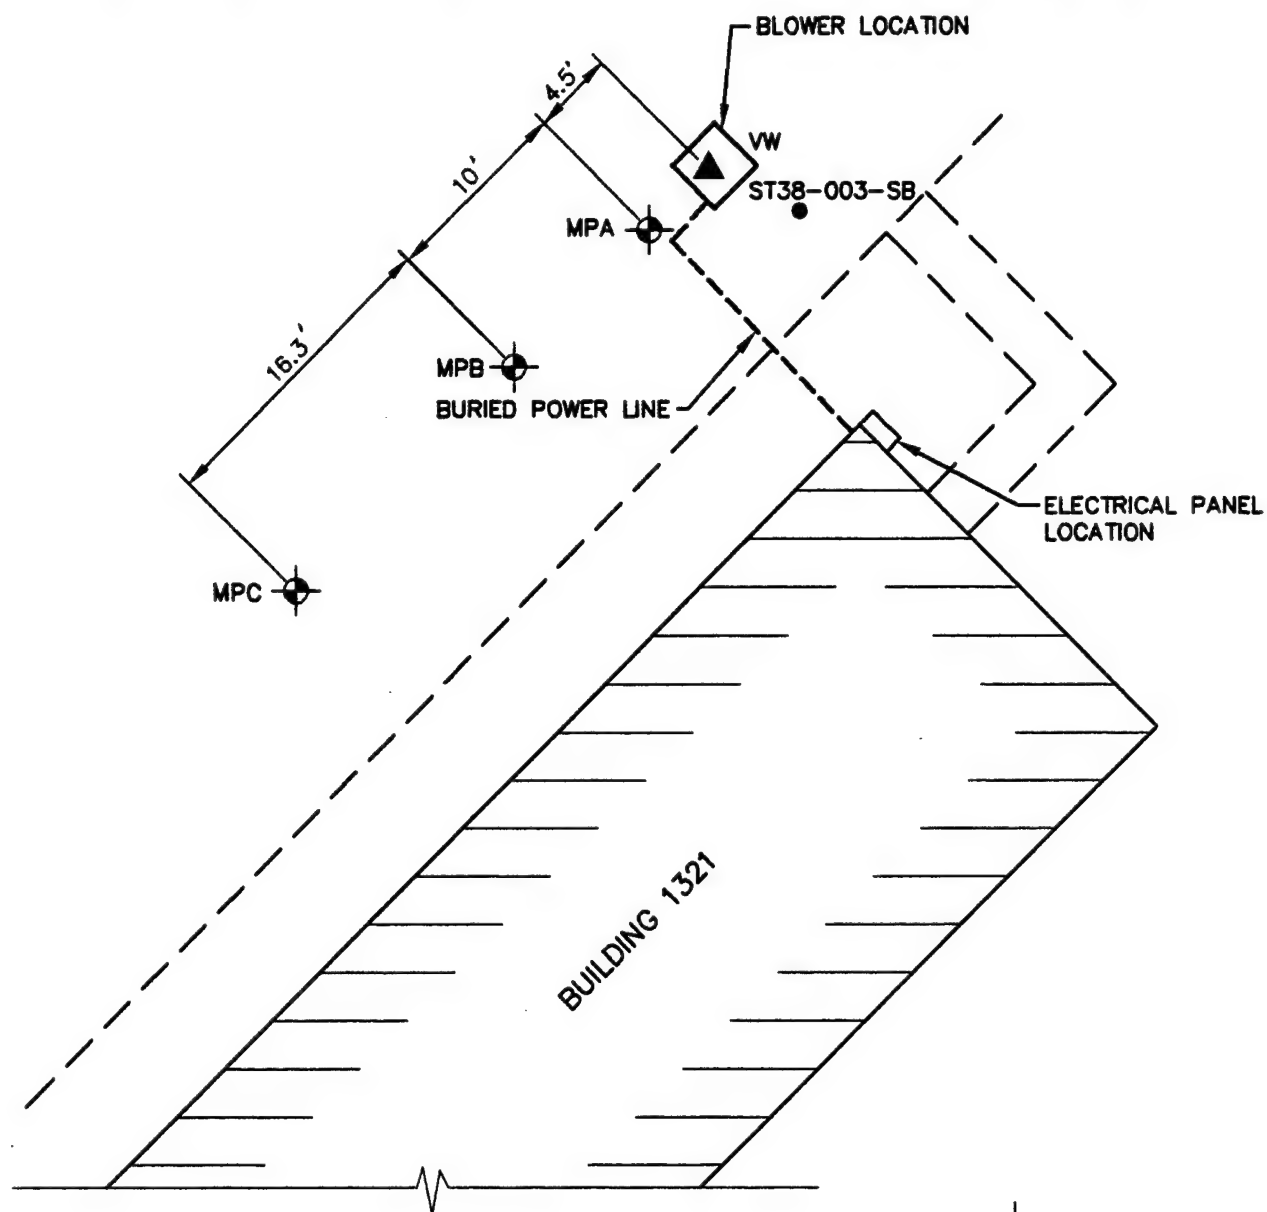 BLOWER LOCATION
4.5'
VW
10'
ST38-003-SB
MPA
16.3'
MPB
BURIED POWER LINE
ELECTRICAL PANEL
LOCATION
MPC
BUILDING 1321